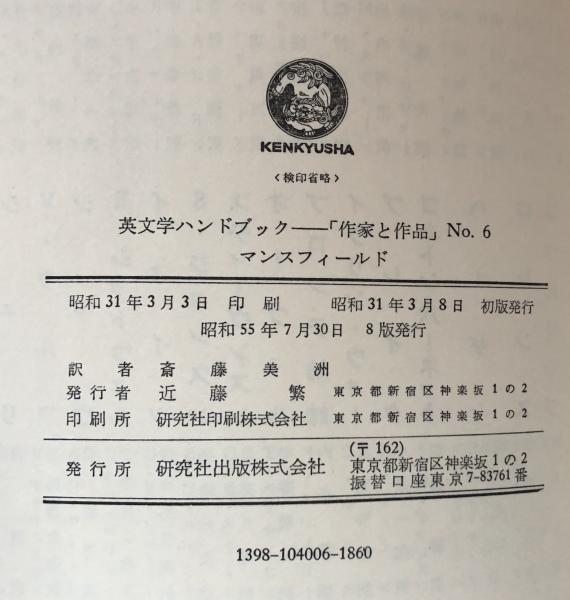 KENKYUSHA
〈検印省略〉
英文学ハンドブック――「作家と作品」No. 6
マンスフィールド
昭和31年3月3日 印刷 昭和31年3月8日 初版発行
昭和55年7月30日 8版発行
訳者 斎藤美洲
発行者 近藤繁 東京都新宿区神楽坂1の2
印刷所 研究社印刷株式会社 東京都新宿区神楽坂1の2
(〒162)
発行所 研究社出版株式会社 東京都新宿区神楽坂1の2
振替口座東京7-83761番
1398-104006-1860